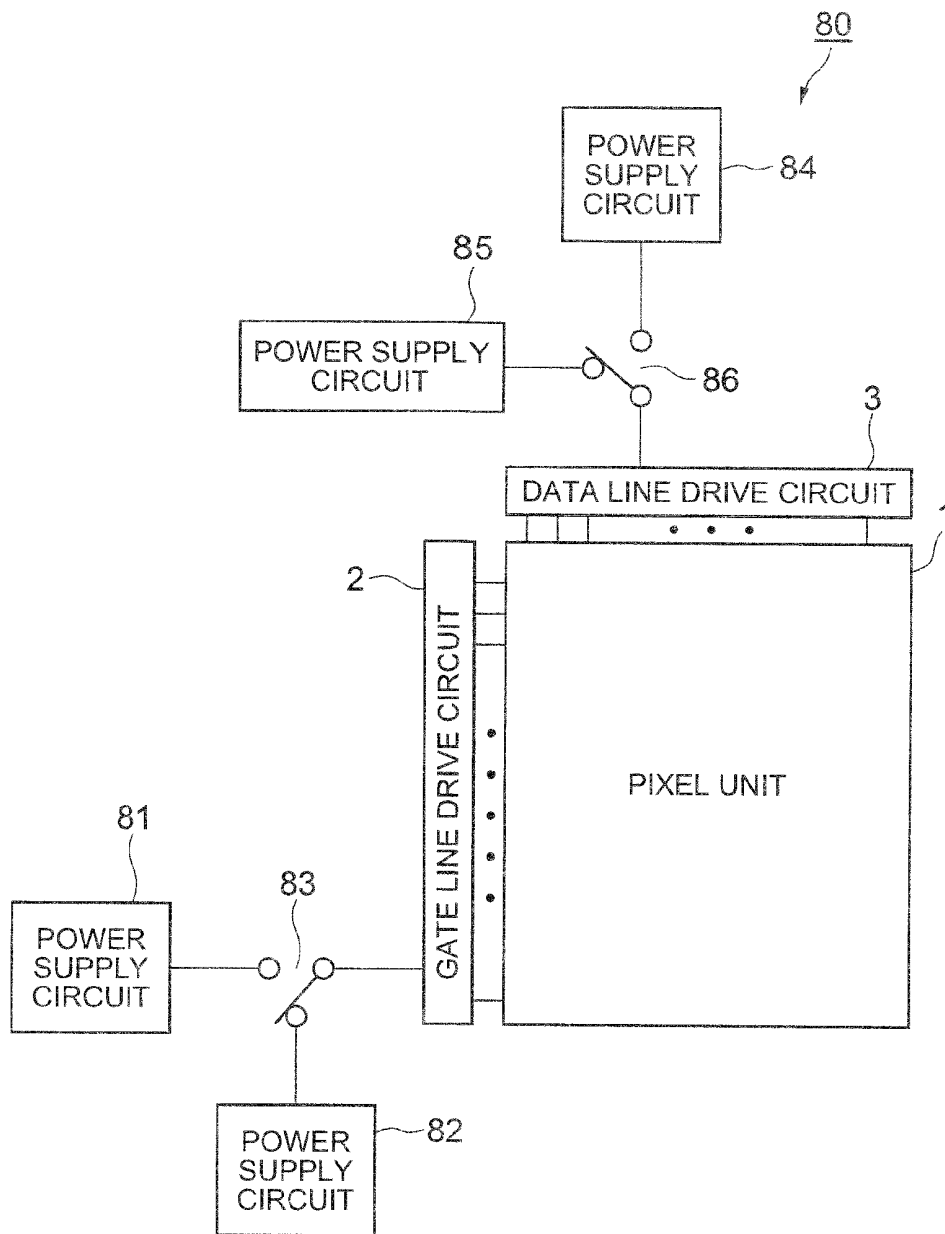 80
POWER
SUPPLY
CIRCUIT
84
85
POWER SUPPLY
CIRCUIT
86
3
DATA LINE DRIVE CIRCUIT
2
GATE LINE DRIVE CIRCUIT
PIXEL UNIT
81
83
POWER
SUPPLY
CIRCUIT
POWER
SUPPLY
CIRCUIT
82